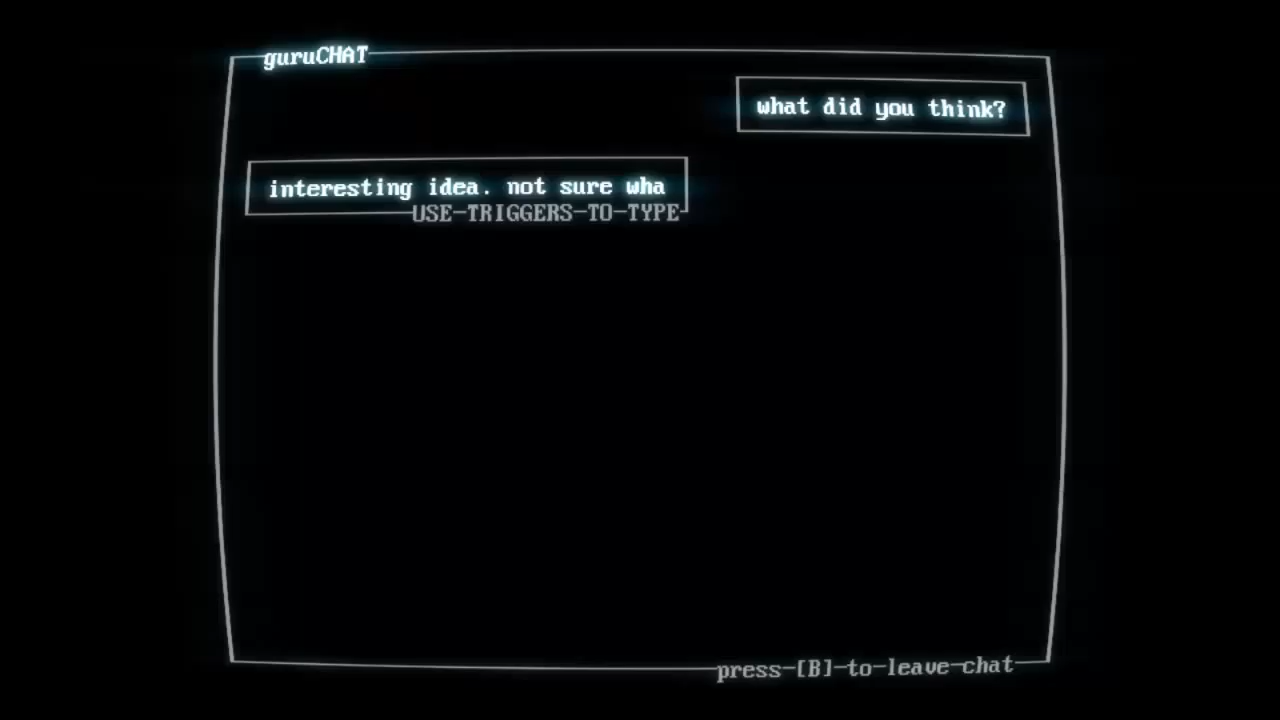 guruCHAT
what did you think?
interesting idea. not sure wha
USE-TRIGGERS-TO-TYPE
press-[B]-to-leave-chat